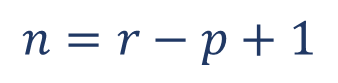 n = r − p + 1